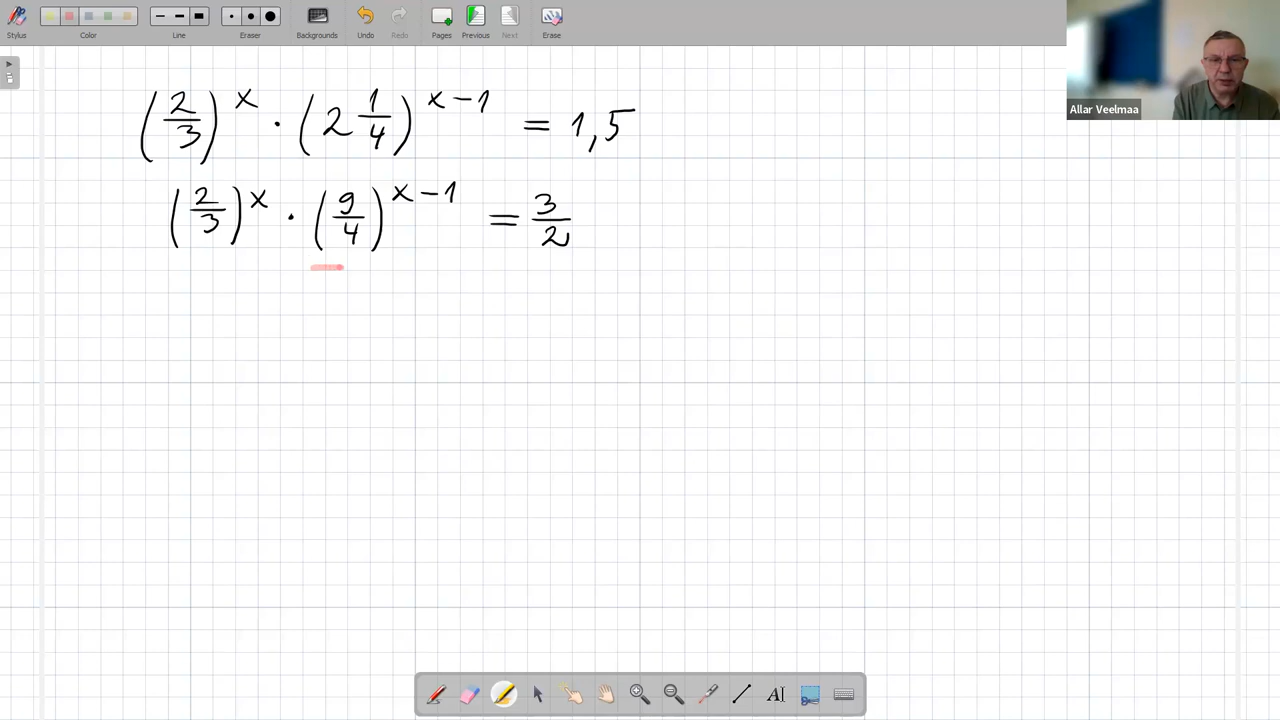 Stylus Color Line Eraser Backgrounds Undo Redo Pages Previous Next Erase
Allar Veelmaa
(2/3)^x · (2 1/4)^(x-1) = 1,5
(2/3)^x · (9/4)^(x-1) = 3/2